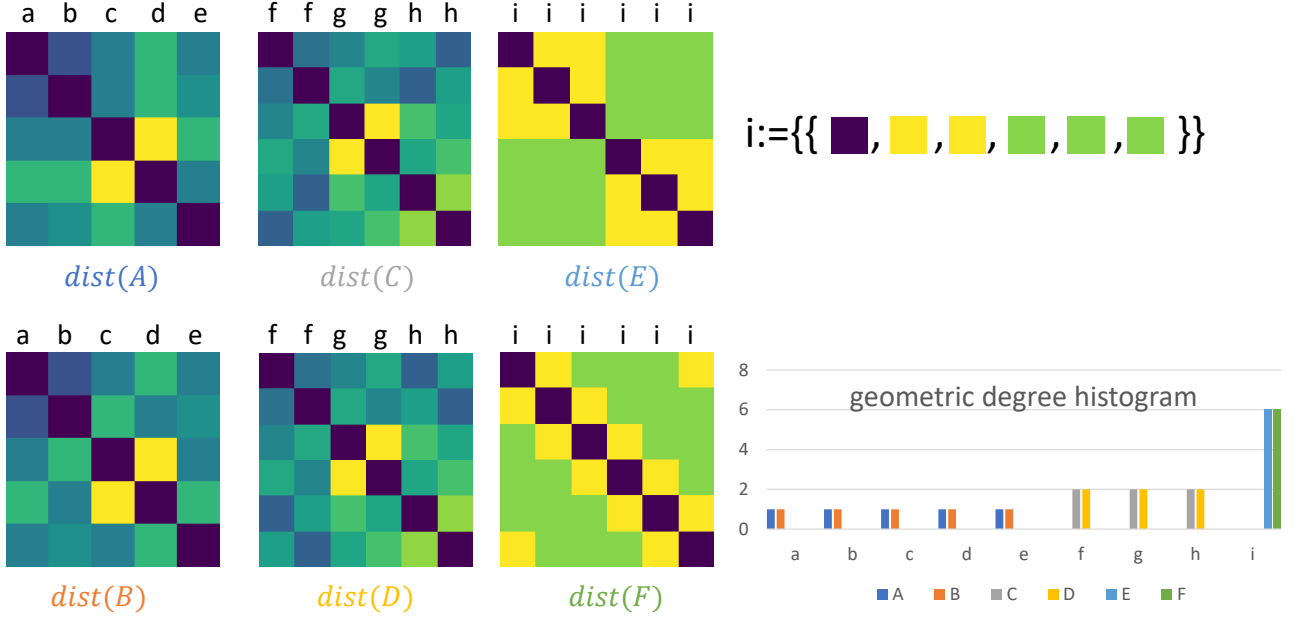 a b c d e
f f g g h h
i i i i i i
i:={{ , , , , , }}
dist(A)
dist(C)
dist(E)
a b c d e
f f g g h h
i i i i i i
dist(B)
dist(D)
dist(F)
geometric degree histogram
8
6
4
2
0
a b c d e f g h i
A B C D E F